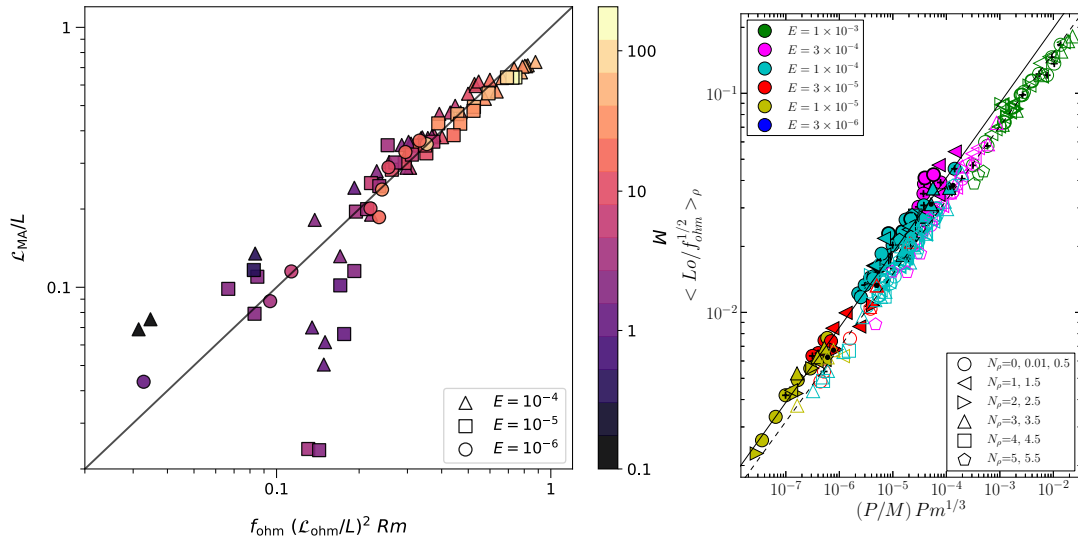 1
0.1
0.1
1
𝓛_MA/L
f_ohm (𝓛_ohm/L)² Rm
E = 10⁻⁴
E = 10⁻⁵
E = 10⁻⁶
100
10
1
0.1
M
10⁻¹
10⁻²
10⁻⁷
10⁻⁶
10⁻⁵
10⁻⁴
10⁻³
10⁻²
< Lo/f_ohm^{1/2} >_ρ
(P/M) Pm^{1/3}
E = 1 × 10⁻³
E = 3 × 10⁻⁴
E = 1 × 10⁻⁴
E = 3 × 10⁻⁵
E = 1 × 10⁻⁵
E = 3 × 10⁻⁶
N_ρ=0, 0.01, 0.5
N_ρ=1, 1.5
N_ρ=2, 2.5
N_ρ=3, 3.5
N_ρ=4, 4.5
N_ρ=5, 5.5